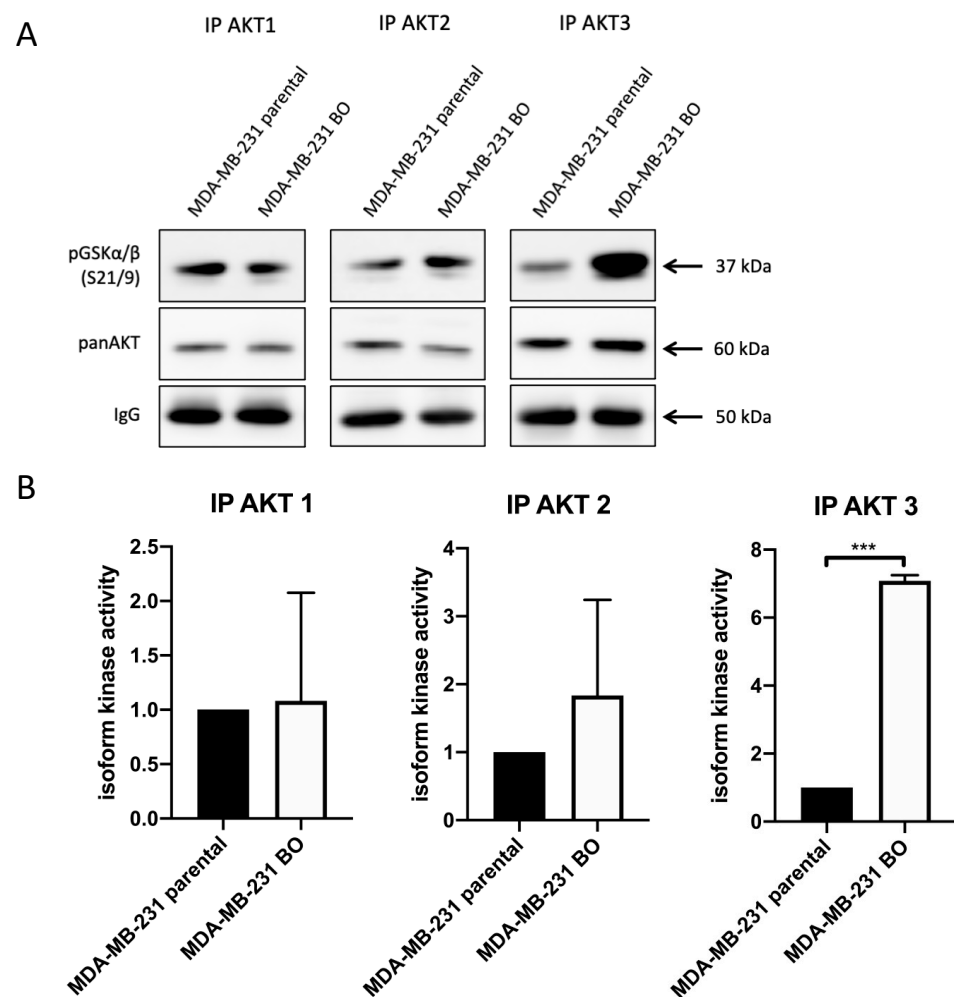 A
IP AKT1
IP AKT2
IP AKT3
MDA-MB-231 parental
MDA-MB-231 BO
MDA-MB-231 parental
MDA-MB-231 BO
MDA-MB-231 parental
MDA-MB-231 BO
pGSKα/β
(S21/9)
37 kDa
panAKT
60 kDa
IgG
50 kDa
B
IP AKT 1
isoform kinase activity
2.5
2.0
1.5
1.0
0.5
0.0
MDA-MB-231 parental
MDA-MB-231 BO
IP AKT 2
isoform kinase activity
4
3
2
1
0
MDA-MB-231 parental
MDA-MB-231 BO
IP AKT 3
isoform kinase activity
8
6
4
2
0
***
MDA-MB-231 parental
MDA-MB-231 BO